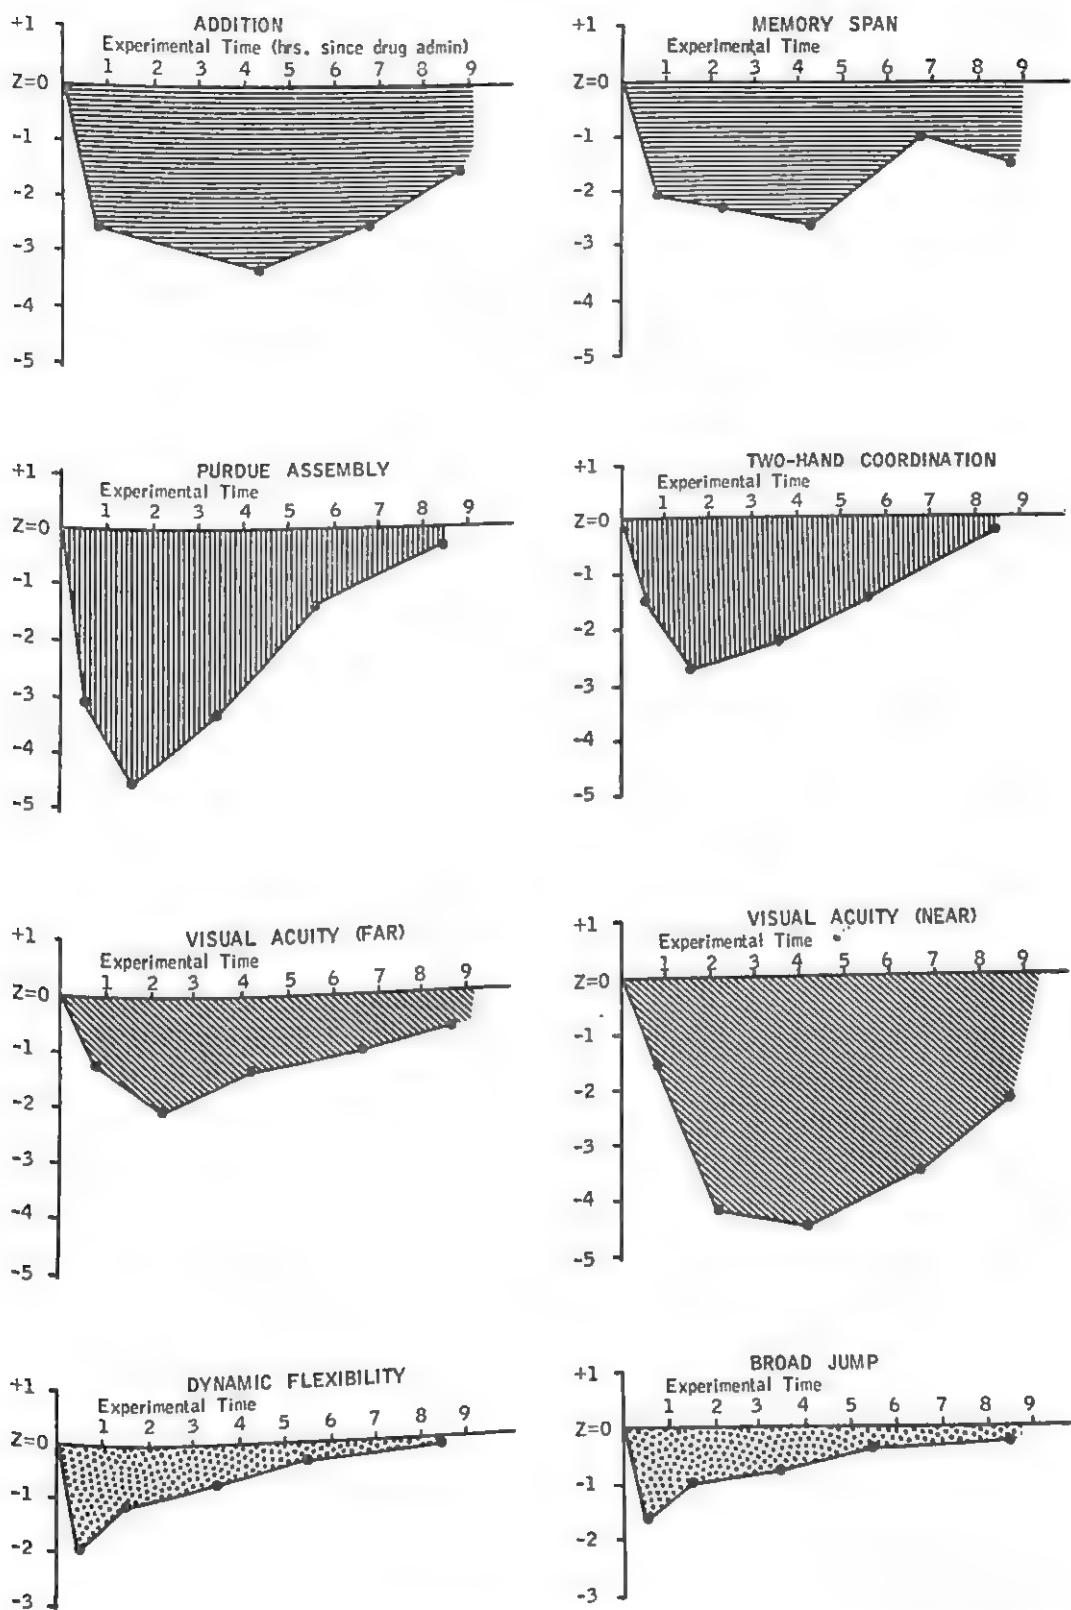 ADDITION
Experimental Time (hrs. since drug admin)
1 2 3 4 5 6 7 8 9
+1
Z=0
-1
-2
-3
-4
-5
MEMORY SPAN
Experimental Time
1 2 3 4 5 6 7 8 9
+1
Z=0
-1
-2
-3
-4
-5
PURDUE ASSEMBLY
Experimental Time
1 2 3 4 5 6 7 8 9
+1
Z=0
-1
-2
-3
-4
-5
TWO-HAND COORDINATION
Experimental Time
1 2 3 4 5 6 7 8 9
+1
Z=0
-1
-2
-3
-4
-5
VISUAL ACUITY (FAR)
Experimental Time
1 2 3 4 5 6 7 8 9
+1
Z=0
-1
-2
-3
-4
-5
VISUAL ACUITY (NEAR)
Experimental Time
1 2 3 4 5 6 7 8 9
+1
Z=0
-1
-2
-3
-4
-5
DYNAMIC FLEXIBILITY
Experimental Time
1 2 3 4 5 6 7 8 9
+1
Z=0
-1
-2
-3
BROAD JUMP
Experimental Time
1 2 3 4 5 6 7 8 9
+1
Z=0
-1
-2
-3